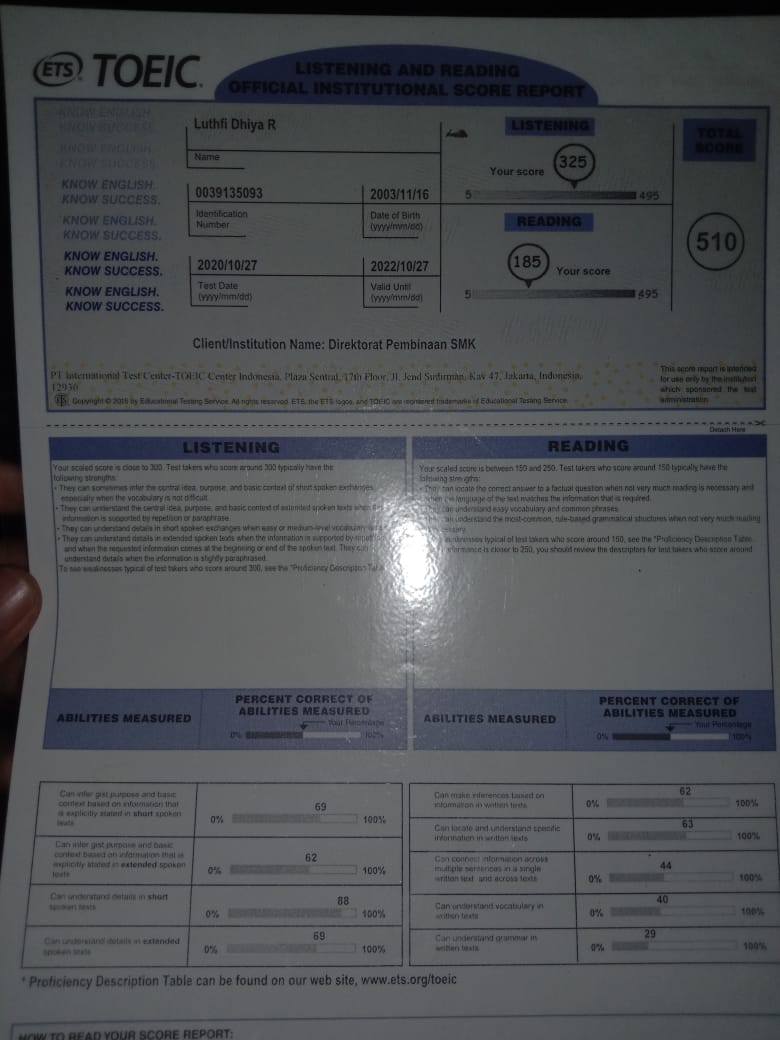 ETS TOEIC
LISTENING AND READING
OFFICIAL INSTITUTIONAL SCORE REPORT
KNOW ENGLISH
KNOW SUCCESS
KNOW ENGLISH.
KNOW SUCCESS.
KNOW ENGLISH.
KNOW SUCCESS.
KNOW ENGLISH.
KNOW SUCCESS.
KNOW ENGLISH.
KNOW SUCCESS.
KNOW ENGLISH.
KNOW SUCCESS.
Luthfi Dhiya R
Name
0039135093
Identification
Number
2003/11/16
Date of Birth
(yyyy/mm/dd)
2020/10/27
Test Date
(yyyy/mm/dd)
2022/10/27
Valid Until
(yyyy/mm/dd)
LISTENING
Your score
325
5
495
READING
185
Your score
5
495
TOTAL
SCORE
510
Client/Institution Name: Direktorat Pembinaan SMK
PT International Test Center-TOEIC Center Indonesia, Plaza Sentral, 17th Floor, Jl. Jend Sudirman, Kav 47, Jakarta, Indonesia,
12930
Copyright © 2015 by Educational Testing Service. All rights reserved. ETS, the ETS logos, and TOEIC are registered trademarks of Educational Testing Service.
This score report is intended
for use only by the institution
which sponsored the test
administration.
Detach Here
LISTENING
Your scaled score is close to 300. Test takers who score around 300 typically have the
following strengths:
• They can sometimes infer the central idea, purpose, and basic context of short spoken exchanges,
especially when the vocabulary is not difficult.
• They can understand the central idea, purpose, and basic context of extended spoken texts when
information is supported by repetition or paraphrase.
• They can understand details in short spoken exchanges when easy or medium-level vocabulary
• They can understand details in extended spoken texts when the information is supported by
and when the requested information comes at the beginning or end of the spoken text. They can
understand details when the information is slightly paraphrased.
To see weaknesses typical of test takers who score around 300, see the "Proficiency Description
READING
Your scaled score is between 150 and 250. Test takers who score around 150 typically have the
following strengths:
They can locate the correct answer to a factual question when not very much reading is necessary and
the language of the text matches the information that is required.
can understand easy vocabulary and common phrases.
understand the most-common, rule-based grammatical structures when not very much reading
typical of test takers who score around 150, see the "Proficiency Description Table.
is closer to 250, you should review the descriptors for test takers who score around
ABILITIES MEASURED
PERCENT CORRECT OF
ABILITIES MEASURED
Your Percentage
0%
100%
ABILITIES MEASURED
PERCENT CORRECT OF
ABILITIES MEASURED
Your Percentage
0%
100%
Can infer gist, purpose and basic
context based on information that
is explicitly stated in short spoken
texts
0%
69
100%
Can infer gist, purpose and basic
context based on information that is
explicitly stated in extended spoken
texts
0%
62
100%
Can understand details in short
spoken texts
0%
88
100%
Can understand details in extended
spoken texts
0%
69
100%
Can make inferences based on
information in written texts
0%
62
100%
Can locate and understand specific
information in written texts
0%
63
100%
Can connect information across
multiple sentences in a single
written text and across texts
0%
44
100%
Can understand vocabulary in
written texts
0%
40
100%
Can understand grammar in
written texts
0%
29
100%
* Proficiency Description Table can be found on our web site, www.ets.org/toeic
HOW TO READ YOUR SCORE REPORT: